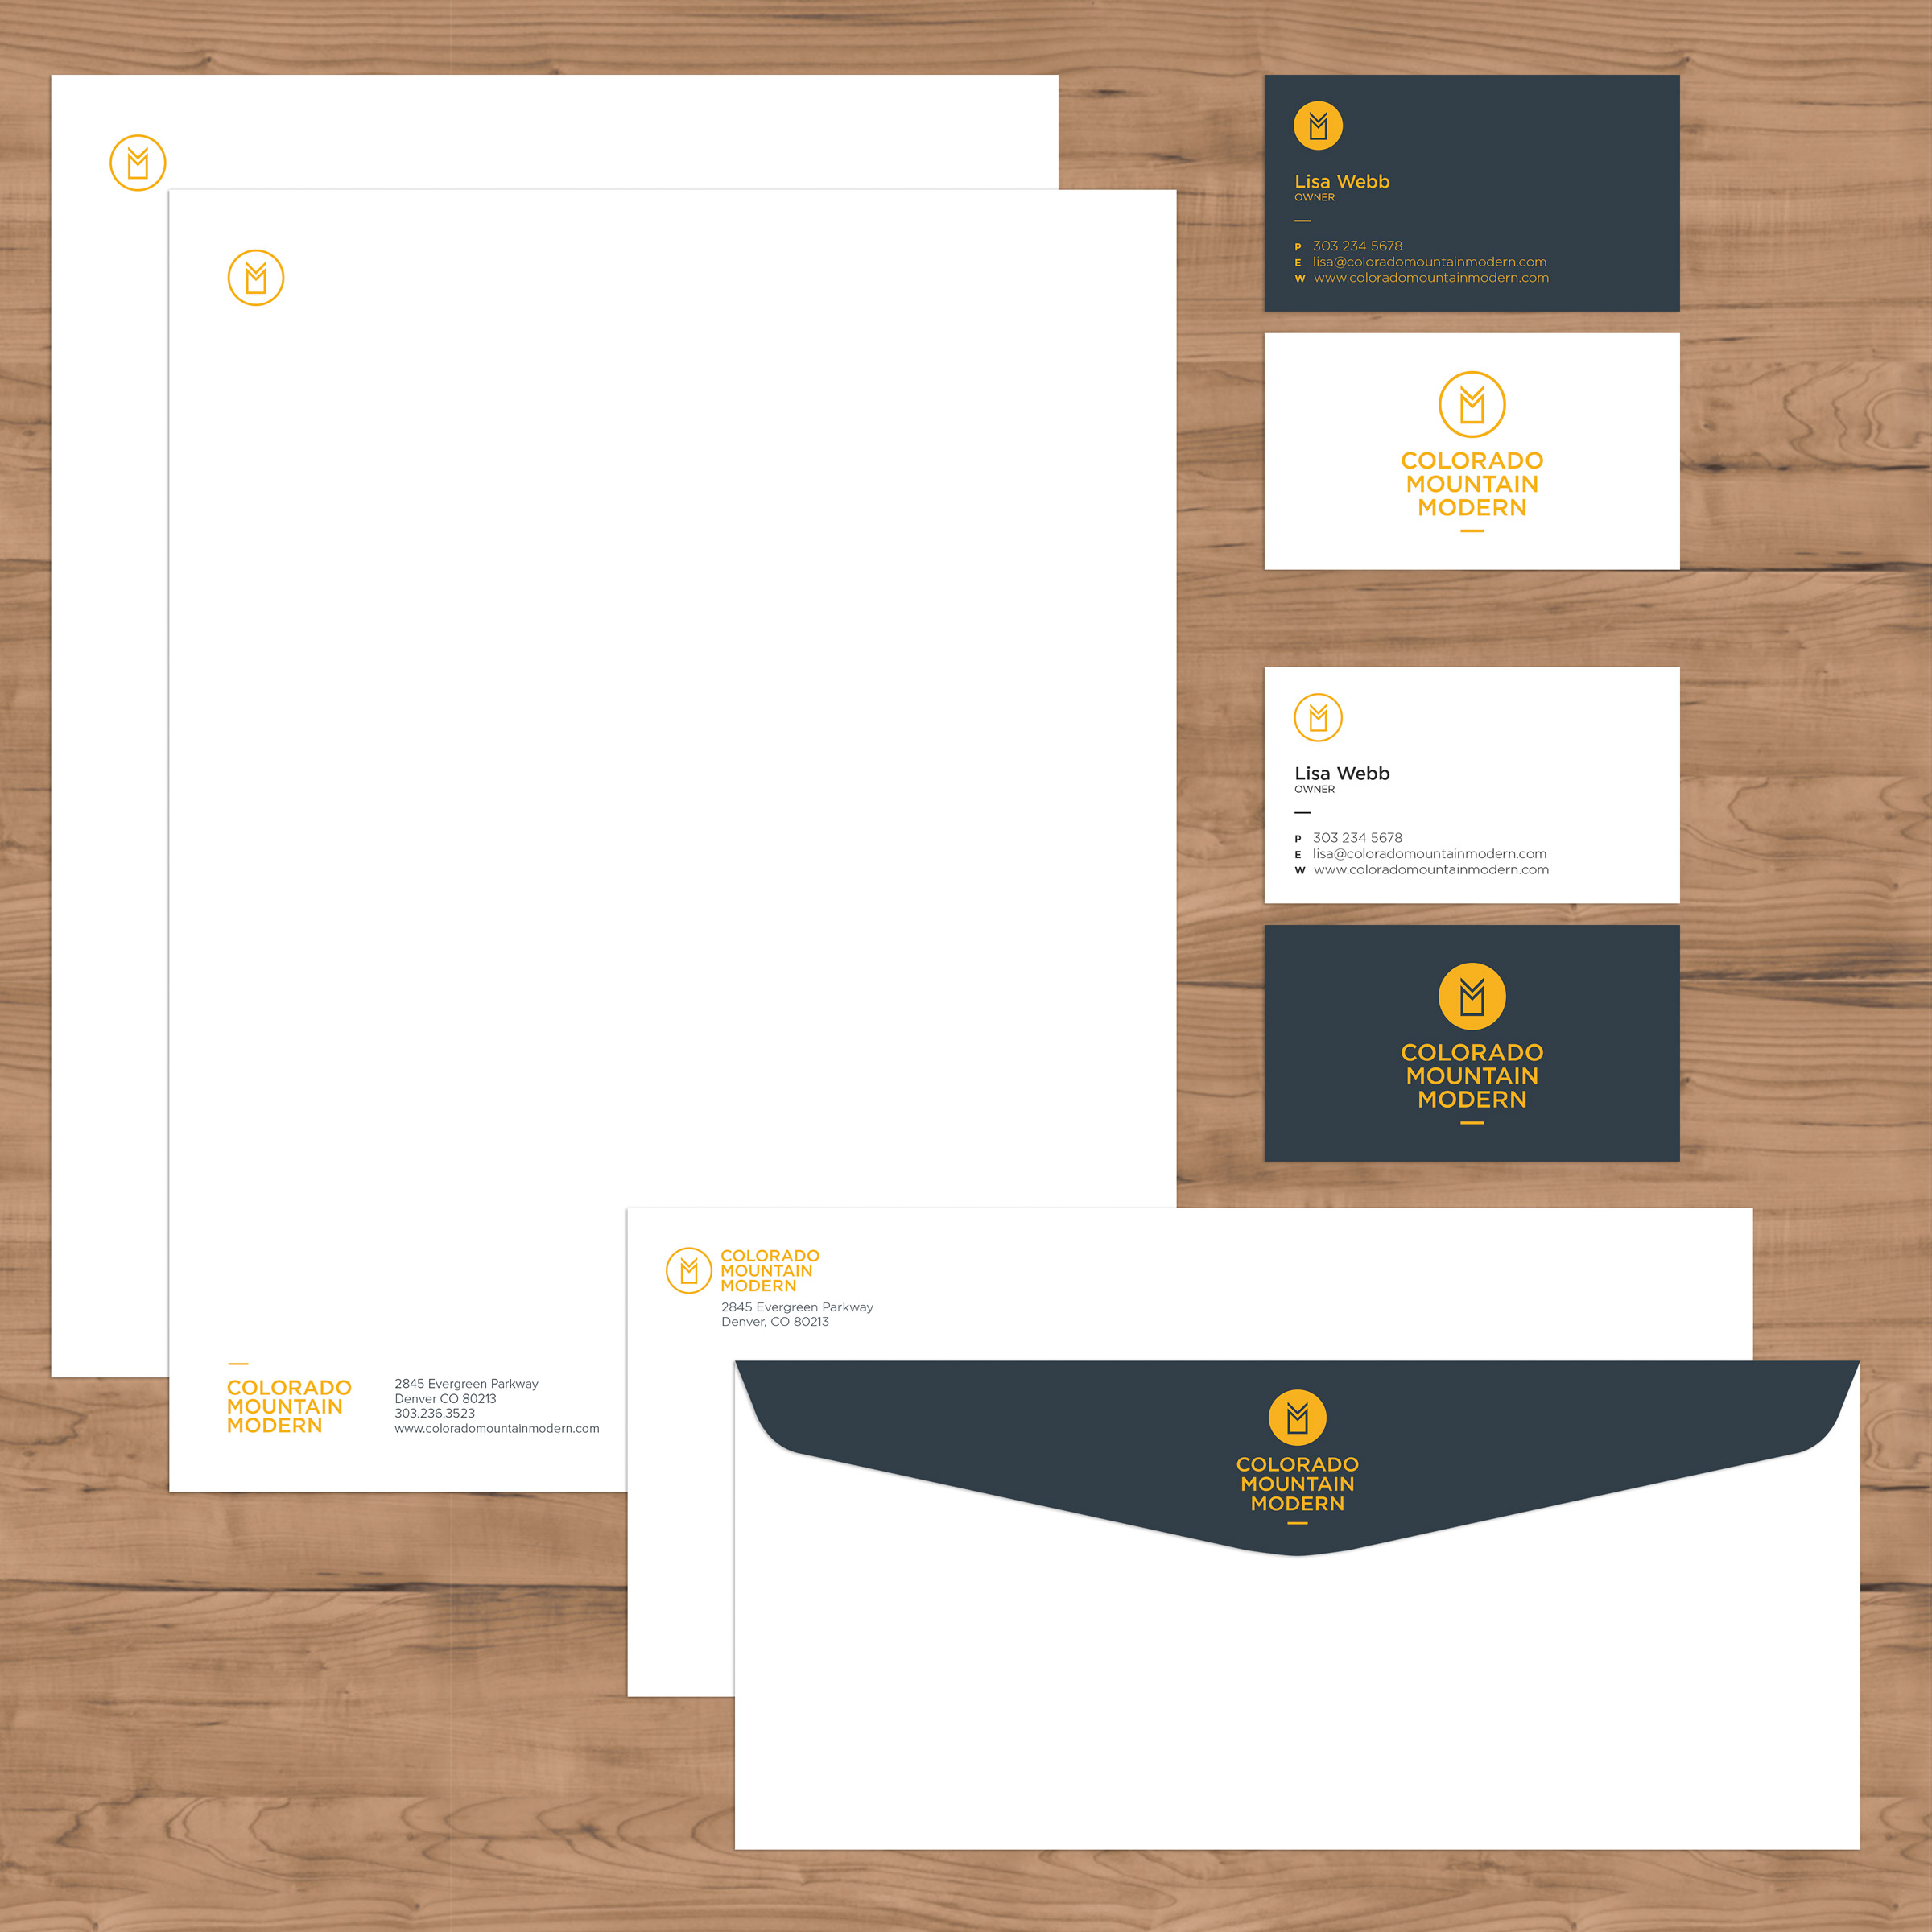 Lisa Webb
OWNER
P 303 234 5678
E lisa@coloradomountainmodern.com
W www.coloradomountainmodern.com
COLORADO
MOUNTAIN
MODERN
Lisa Webb
OWNER
P 303 234 5678
E lisa@coloradomountainmodern.com
W www.coloradomountainmodern.com
COLORADO
MOUNTAIN
MODERN
COLORADO
MOUNTAIN
MODERN
2845 Evergreen Parkway
Denver, CO 80213
COLORADO
MOUNTAIN
MODERN
2845 Evergreen Parkway
Denver CO 80213
303.236.3523
www.coloradomountainmodern.com
COLORADO
MOUNTAIN
MODERN